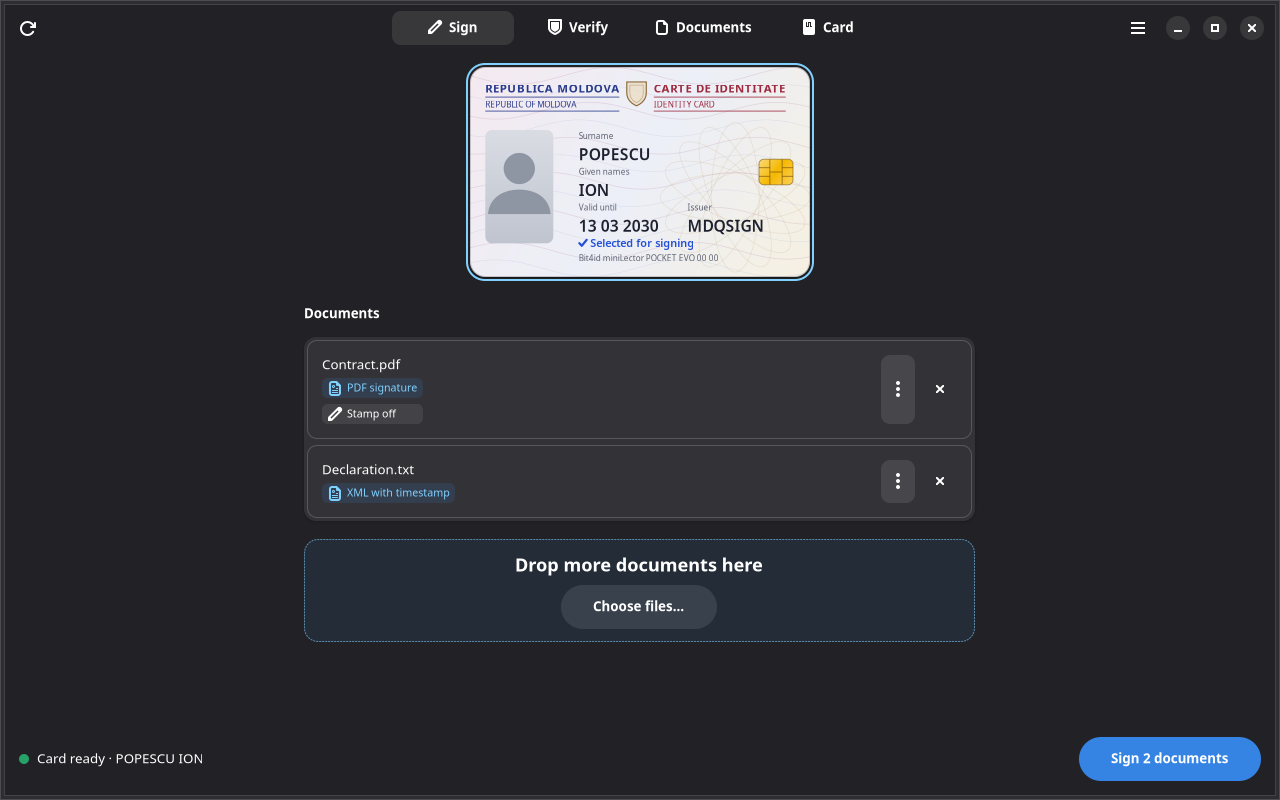 Sign
Verify
Documents
Card
REPUBLICA MOLDOVA
CARTE DE IDENTITATE
REPUBLIC OF MOLDOVA
IDENTITY CARD
Surname
POPESCU
Given names
ION
Valid until
Issuer
13 03 2030
MDQSIGN
Selected for signing
Bit4id miniLector POCKET EVO 00 00
Documents
Contract.pdf
PDF signature
Stamp off
Declaration.txt
XML with timestamp
Drop more documents here
Choose files...
Card ready · POPESCU ION
Sign 2 documents